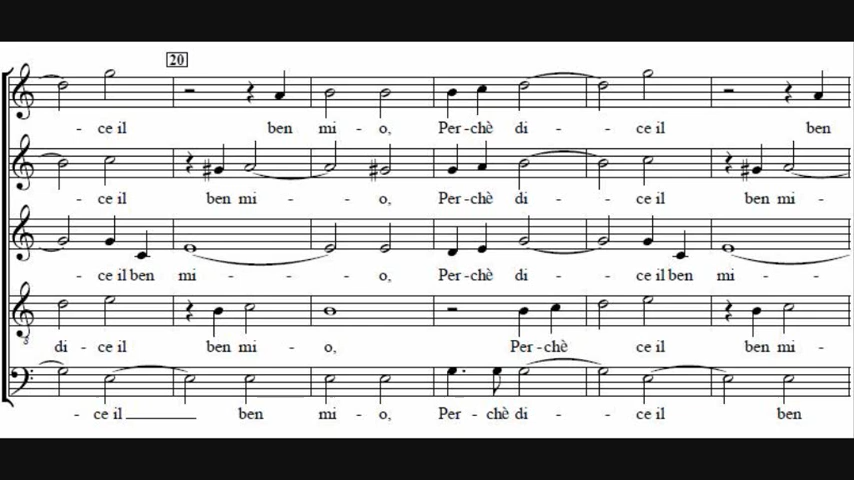 20
- ce il ben mi - o, Per-chè di - - ce il ben
- ce il ben mi - - o, Per-chè di - - ce il ben mi -
- ce il ben mi - - - o, Per-chè di - - ce il ben mi - - -
8
di - ce il ben mi - o, Per-chè ce il ben mi -
- ce il ben mi - o, Per - chè di - - ce il ben